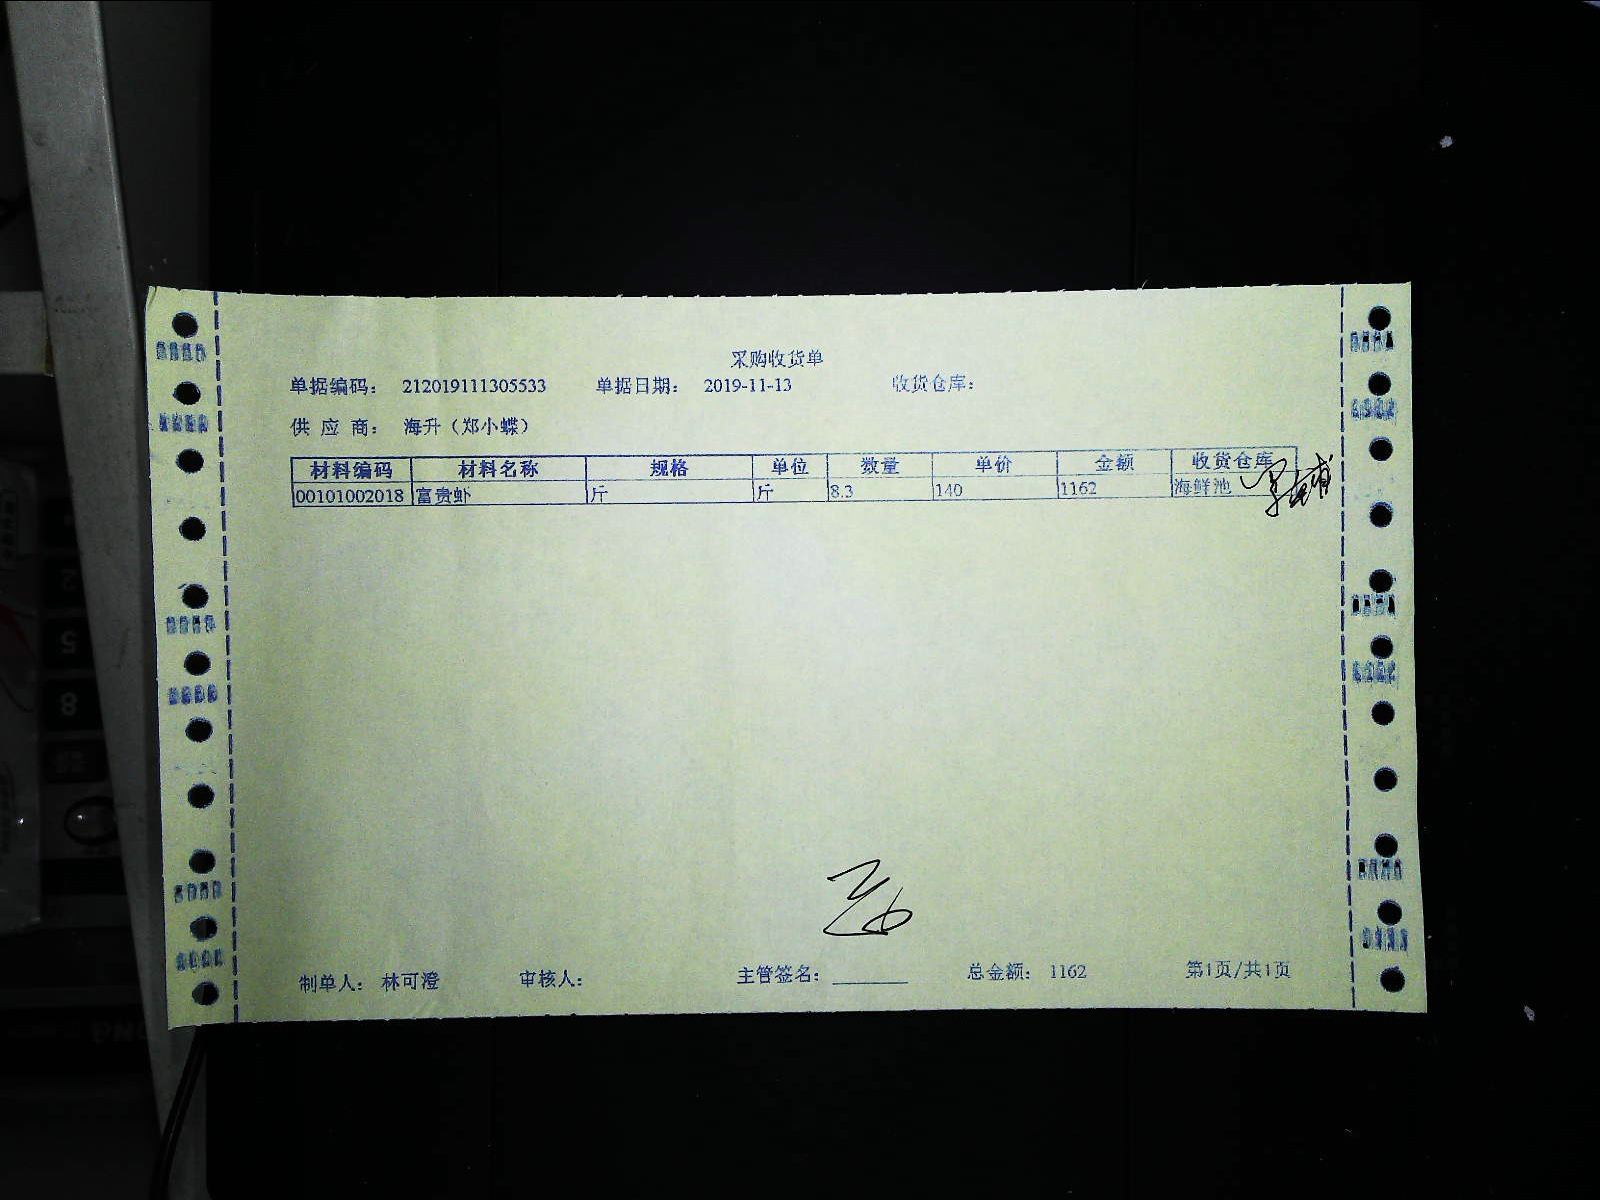 采购收货单
单据编码: 212019111305533 单据日期: 2019-11-13 收货仓库:
供 应 商: 海升（郑小蝶）
材料编码 材料名称 规格 单位 数量 单价 金额 收货仓库
00101002018 富贵虾 斤 斤 8.3 140 1162 海鲜池
制单人: 林可澄 审核人: 主管签名: 总金额: 1162 第1页/共1页